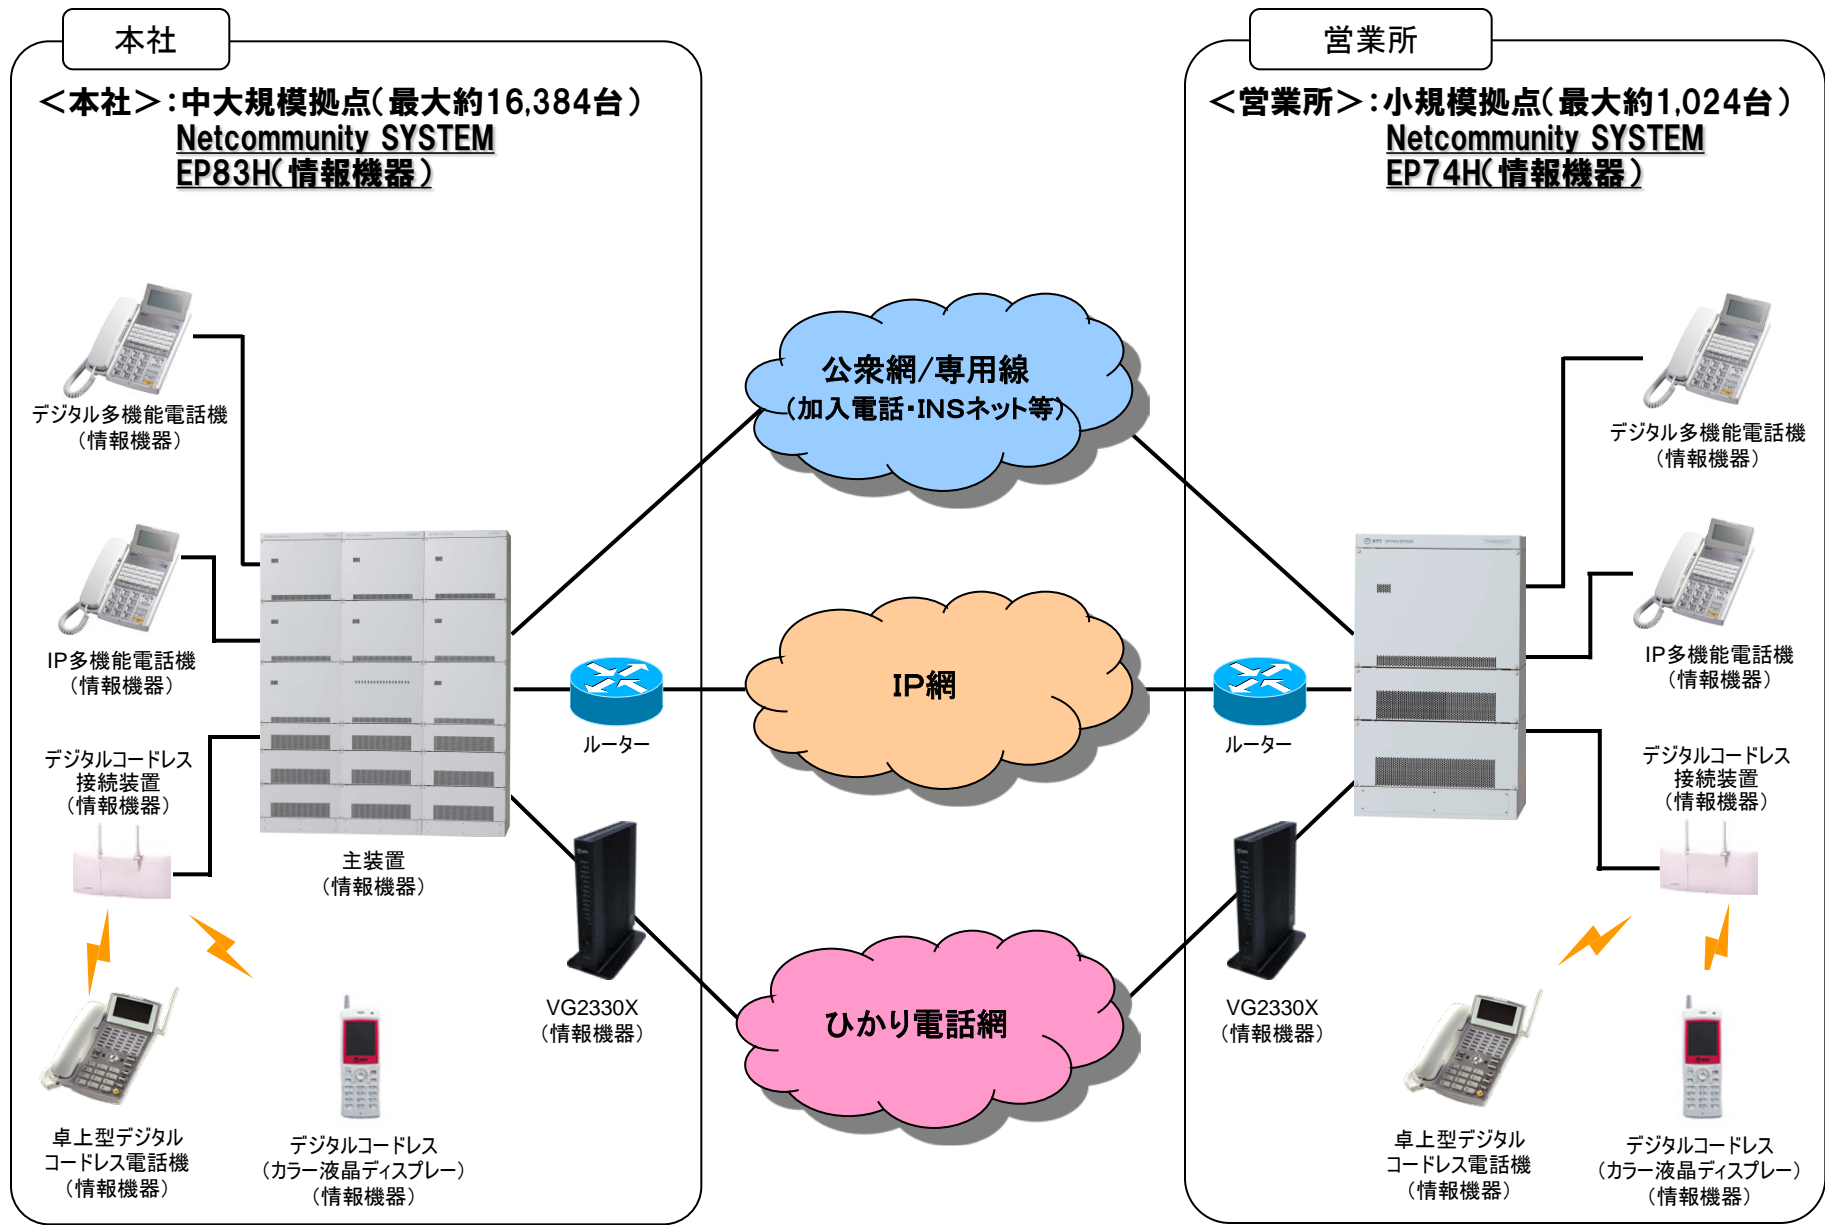 本社
＜本社＞：中大規模拠点（最大約16,384台）
Netcommunity SYSTEM
EP83H（情報機器）
営業所
＜営業所＞：小規模拠点（最大約1,024台）
Netcommunity SYSTEM
EP74H（情報機器）
デジタル多機能電話機
（情報機器）
IP多機能電話機
（情報機器）
デジタルコードレス
接続装置
（情報機器）
主装置
（情報機器）
卓上型デジタル
コードレス電話機
（情報機器）
デジタルコードレス
（カラー液晶ディスプレー）
（情報機器）
ルーター
VG2330X
（情報機器）
公衆網/専用線
（加入電話・INSネット等）
IP網
ひかり電話網
ルーター
VG2330X
（情報機器）
デジタル多機能電話機
（情報機器）
IP多機能電話機
（情報機器）
デジタルコードレス
接続装置
（情報機器）
卓上型デジタル
コードレス電話機
（情報機器）
デジタルコードレス
（カラー液晶ディスプレー）
（情報機器）